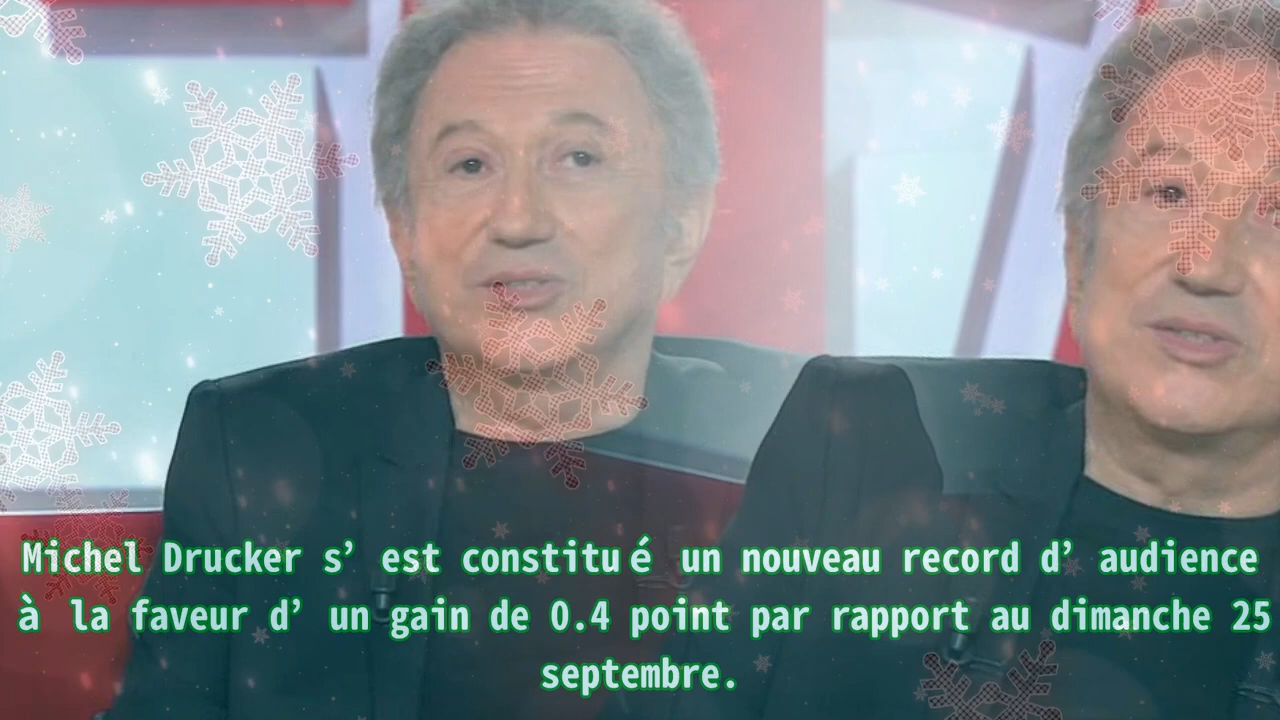 Michel Drucker s’ est constitué un nouveau record d’ audience
à la faveur d’ un gain de 0.4 point par rapport au dimanche 25
septembre.